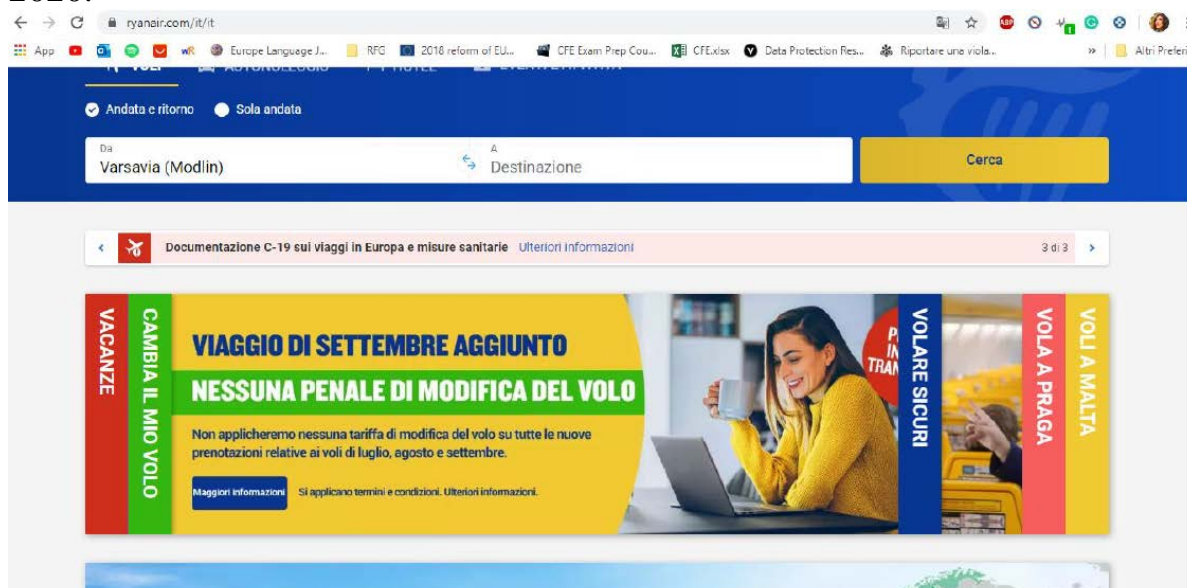 2020.
ryanair.com/it/it
App
wR
Europe Language J...
RFG
2018 reform of EU...
CFE Exam Prep Cou...
CFE.xlsx
Data Protection Res...
Riportare una viola...
»
Altri Preferi
Andata e ritorno
Sola andata
Da
Varsavia (Modlin)
A
Destinazione
Cerca
Documentazione C-19 sui viaggi in Europa e misure sanitarie Ulteriori informazioni
3 di 3
VACANZE
CAMBIA IL MIO VOLO
VIAGGIO DI SETTEMBRE AGGIUNTO
NESSUNA PENALE DI MODIFICA DEL VOLO
Non applicheremo nessuna tariffa di modifica del volo su tutte le nuove
prenotazioni relative ai voli di luglio, agosto e settembre.
Maggiori informazioni
Si applicano termini e condizioni. Ulteriori informazioni.
VOLARE SICURI
VOLA A PRAGA
VOLI A MALTA